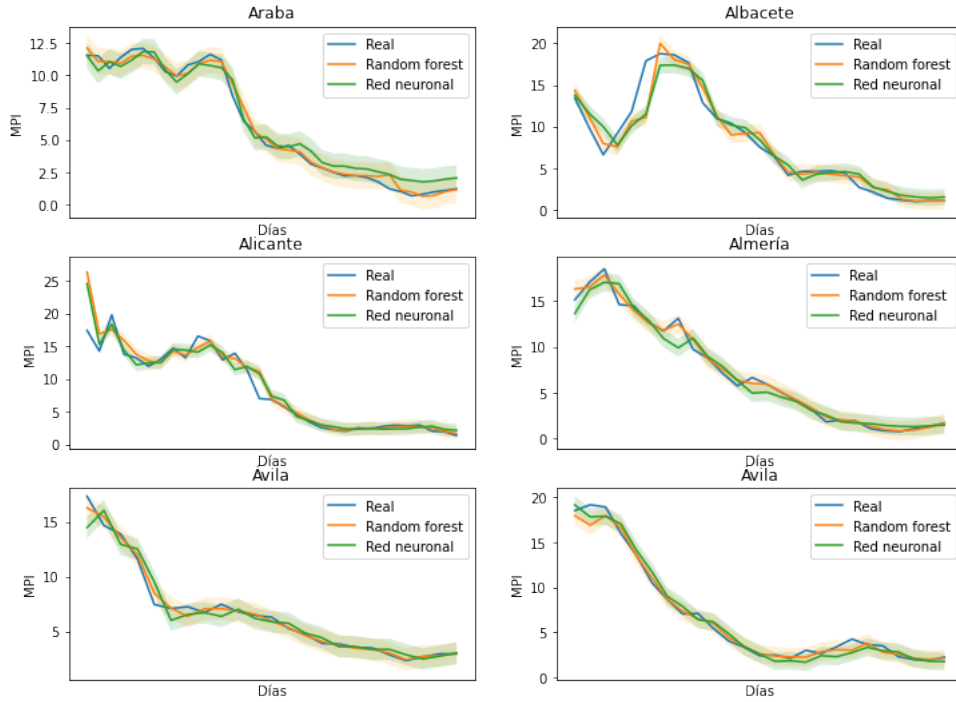 Araba
12.5
10.0
7.5
5.0
2.5
0.0
MPI
Real
Random forest
Red neuronal
Días
Albacete
20
15
10
5
0
MPI
Real
Random forest
Red neuronal
Días
Alicante
25
20
15
10
5
0
MPI
Real
Random forest
Red neuronal
Días
Almería
15
10
5
0
MPI
Real
Random forest
Red neuronal
Días
Avila
15
10
5
MPI
Real
Random forest
Red neuronal
Días
Avila
20
15
10
5
0
MPI
Real
Random forest
Red neuronal
Días